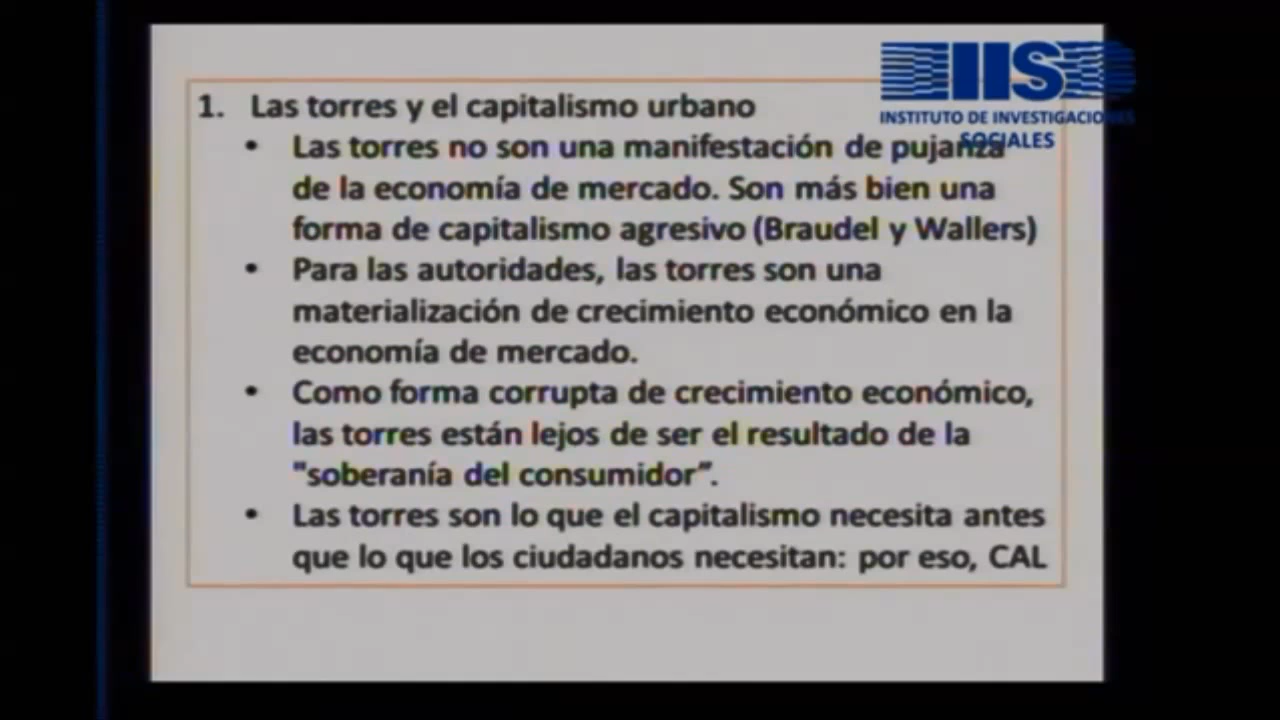 IIS
INSTITUTO DE INVESTIGACIONES
SOCIALES
1. Las torres y el capitalismo urbano
• Las torres no son una manifestación de pujanza
de la economía de mercado. Son más bien una
forma de capitalismo agresivo (Braudel y Wallers)
• Para las autoridades, las torres son una
materialización de crecimiento económico en la
economía de mercado.
• Como forma corrupta de crecimiento económico,
las torres están lejos de ser el resultado de la
"soberanía del consumidor”.
• Las torres son lo que el capitalismo necesita antes
que lo que los ciudadanos necesitan: por eso, CAL